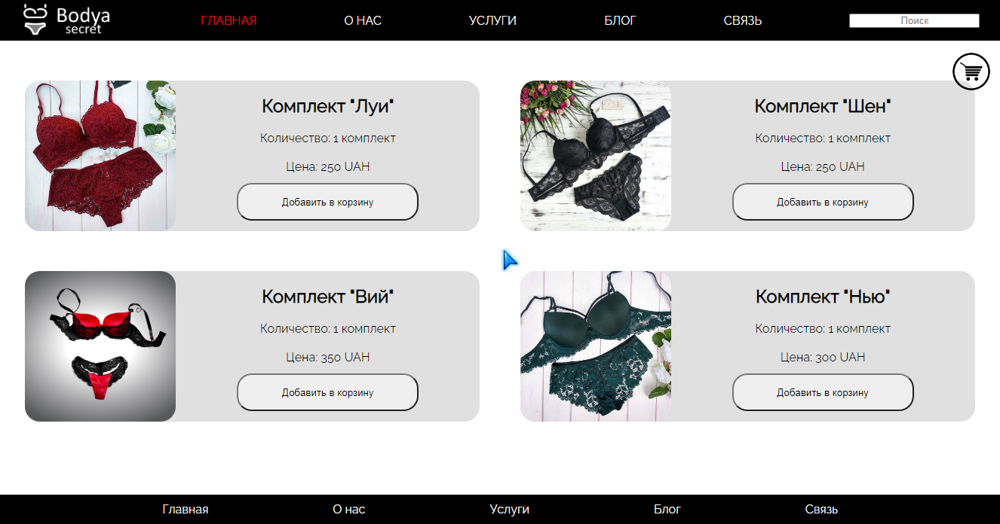 Bodya
secret
ГЛАВНАЯ О НАС УСЛУГИ БЛОГ СВЯЗЬ Поиск
Комплект "Луи"
Количество: 1 комплект
Цена: 250 UAH
Добавить в корзину
Комплект "Шен"
Количество: 1 комплект
Цена: 250 UAH
Добавить в корзину
Комплект "Вий"
Количество: 1 комплект
Цена: 350 UAH
Добавить в корзину
Комплект "Нью"
Количество: 1 комплект
Цена: 300 UAH
Добавить в корзину
Главная О нас Услуги Блог Связь